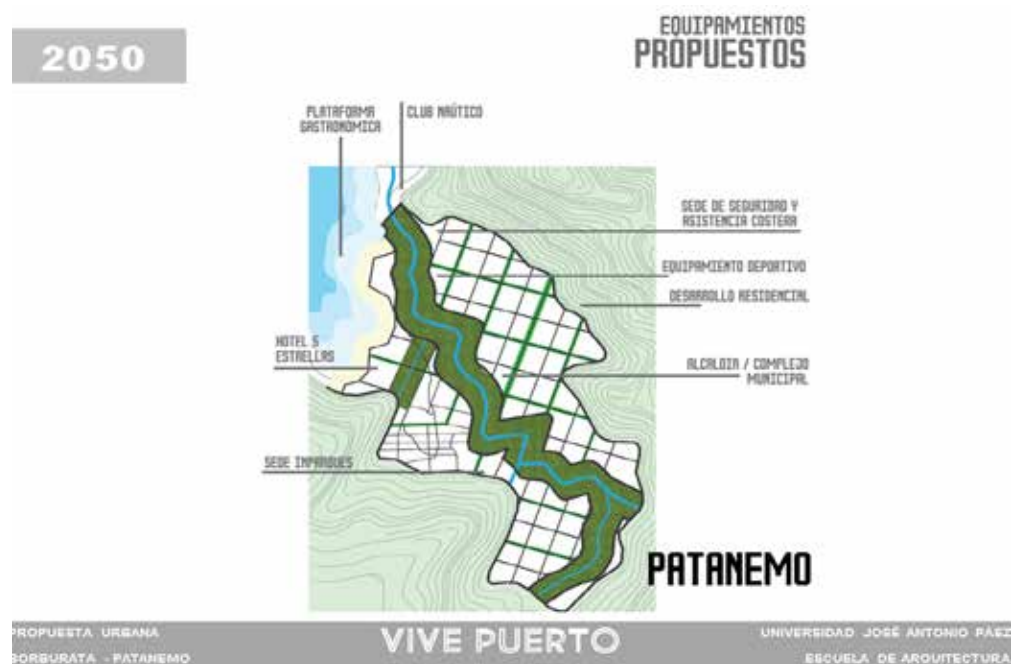 2050
EQUIPAMIENTOS
PROPUESTOS
PLATAFORMA
GASTRONOMICA
CLUB NAÚTICO
SEDE DE SEGURIDAD Y
ASISTENCIA COSTERA
EQUIPAMIENTO DEPORTIVO
DESARROLLO RESIDENCIAL
HOTEL 5
ESTRELLAS
ALCALDIA / COMPLEJO
MUNICIPAL
SEDE INPARQUES
PATANEMO
PROPUESTA URBANA
BORBURATA - PATANEMO
VIVE PUERTO
UNIVERSIDAD JOSÉ ANTONIO PÁEZ
ESCUELA DE ARQUITECTURA